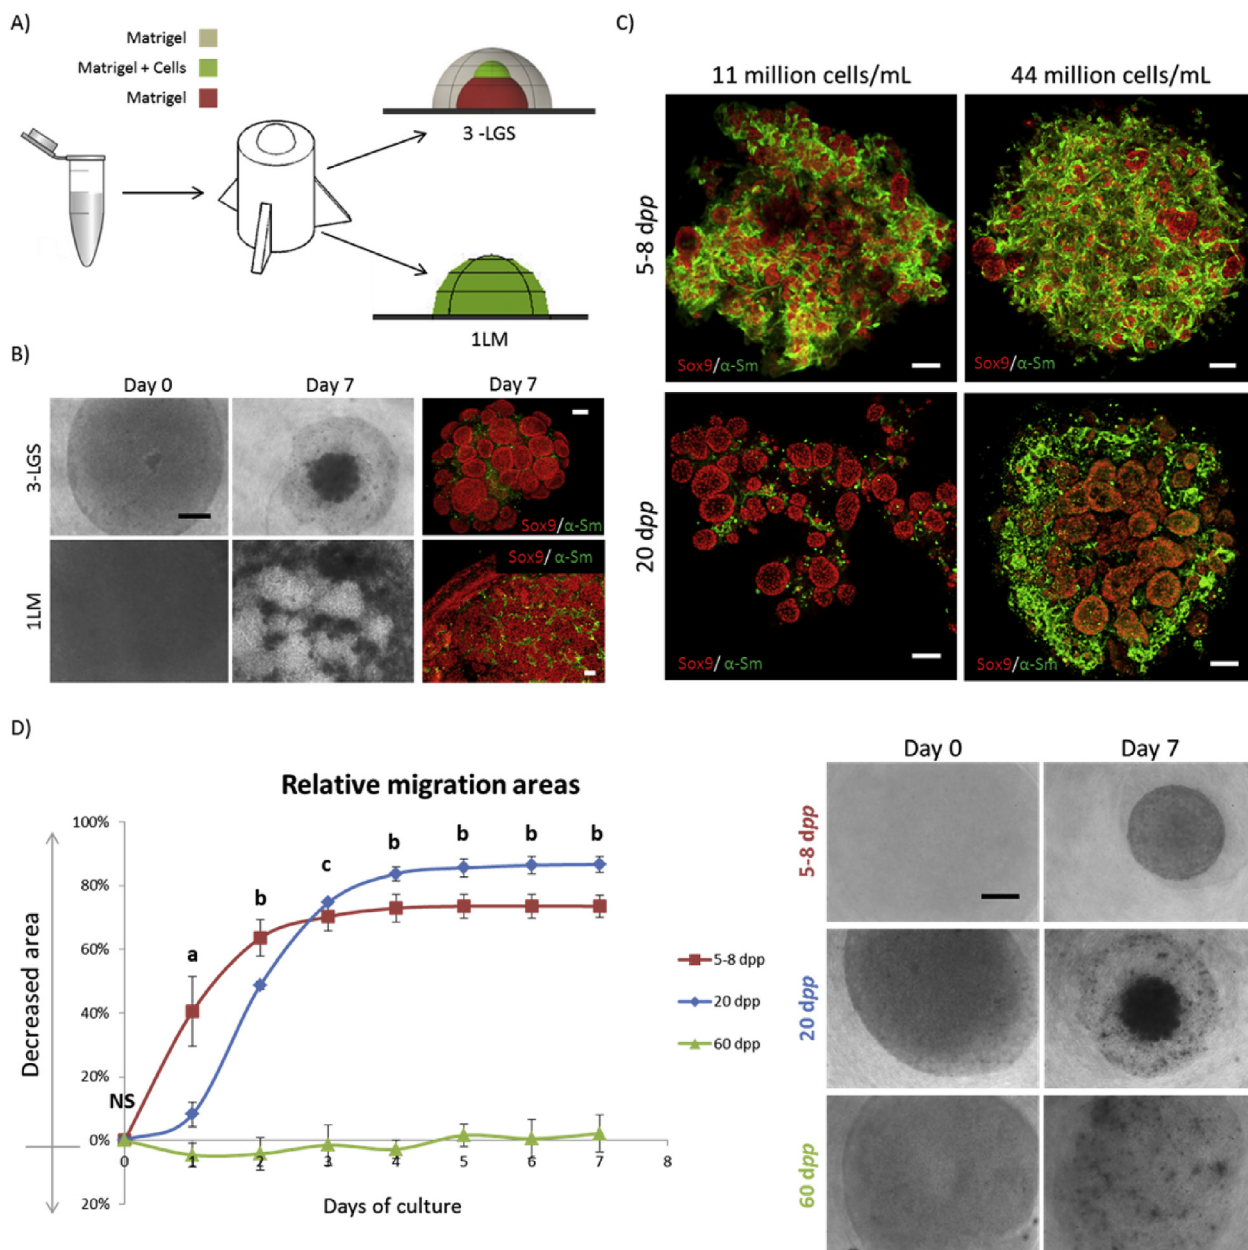 A)
Matrigel
Matrigel + Cells
Matrigel
3 -LGS
1LM
B)
Day 0
Day 7
Day 7
3-LGS
Sox9/α-Sm
1LM
Sox9/ α-Sm
C)
11 million cells/mL
44 million cells/mL
5-8 dpp
Sox9/α-Sm
Sox9/α-Sm
20 dpp
Sox9/α-Sm
Sox9/α-Sm
D)
Relative migration areas
Decreased area
100%
80%
60%
40%
20%
0%
20%
NS
a
b
c
b
b
b
b
0
1
2
3
4
5
6
7
8
Days of culture
5-8 dpp
20 dpp
60 dpp
Day 0
Day 7
5-8 dpp
20 dpp
60 dpp